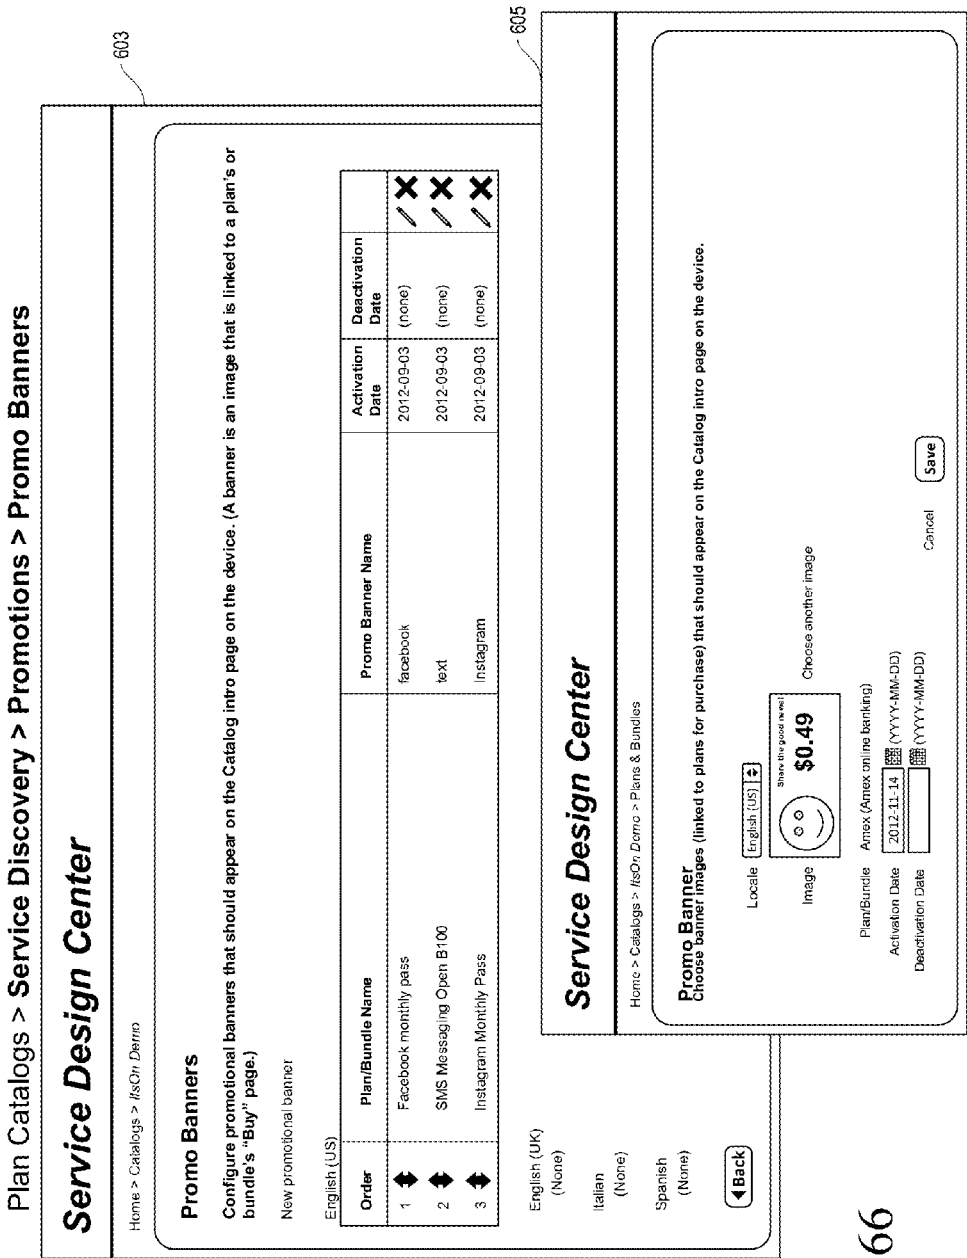 Plan Catalogs > Service Discovery > Promotions > Promo Banners
603
Service Design Center
Home > Catalogs > ItsOn Demo
Promo Banners
Configure promotional banners that should appear on the Catalog intro page on the device. (A banner is an image that is linked to a plan's or
bundle's "Buy" page.)
New promotional banner
English (US)
Order Plan/Bundle Name Promo Banner Name Activation Date Deactivation Date
1 Facebook monthly pass facebook 2012-09-03 (none)
2 SMS Messaging Open B100 text 2012-09-03 (none)
3 Instagram Monthly Pass Instagram 2012-09-03 (none)
English (UK)
(None)
Italian
(None)
Spanish
(None)
Back
605
Service Design Center
Home > Catalogs > ItsOn Demo > Plans & Bundles
Promo Banner
Choose banner images (linked to plans for purchase) that should appear on the Catalog intro page on the device.
Locale English (US)
Image Share the good news! $0.49 Choose another image
Plan/Bundle Amex (Amex online banking)
Activation Date 2012-11-14 (YYYY-MM-DD)
Deactivation Date (YYYY-MM-DD)
Cancel Save
66